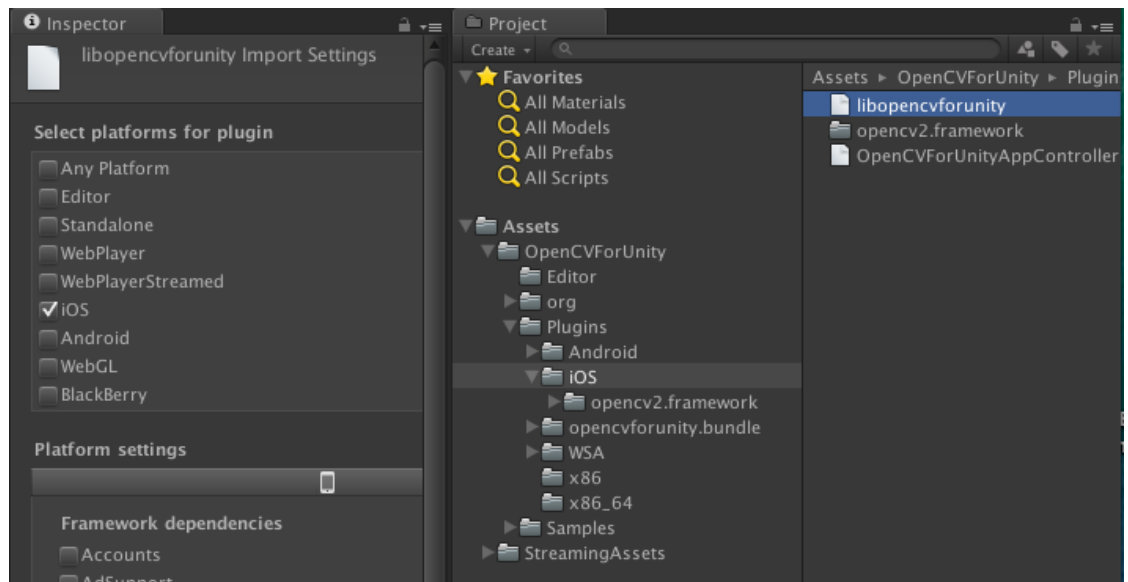 Inspector
libopencvforunity Import Settings
Select platforms for plugin
Any Platform
Editor
Standalone
WebPlayer
WebPlayerStreamed
iOS
Android
WebGL
BlackBerry
Platform settings
Framework dependencies
Accounts
AdSupport
Project
Create
Favorites
All Materials
All Models
All Prefabs
All Scripts
Assets
OpenCVForUnity
Editor
org
Plugins
Android
iOS
opencv2.framework
opencvforunity.bundle
WSA
x86
x86_64
Samples
StreamingAssets
Assets ▸ OpenCVForUnity ▸ Plugin
libopencvforunity
opencv2.framework
OpenCVForUnityAppController